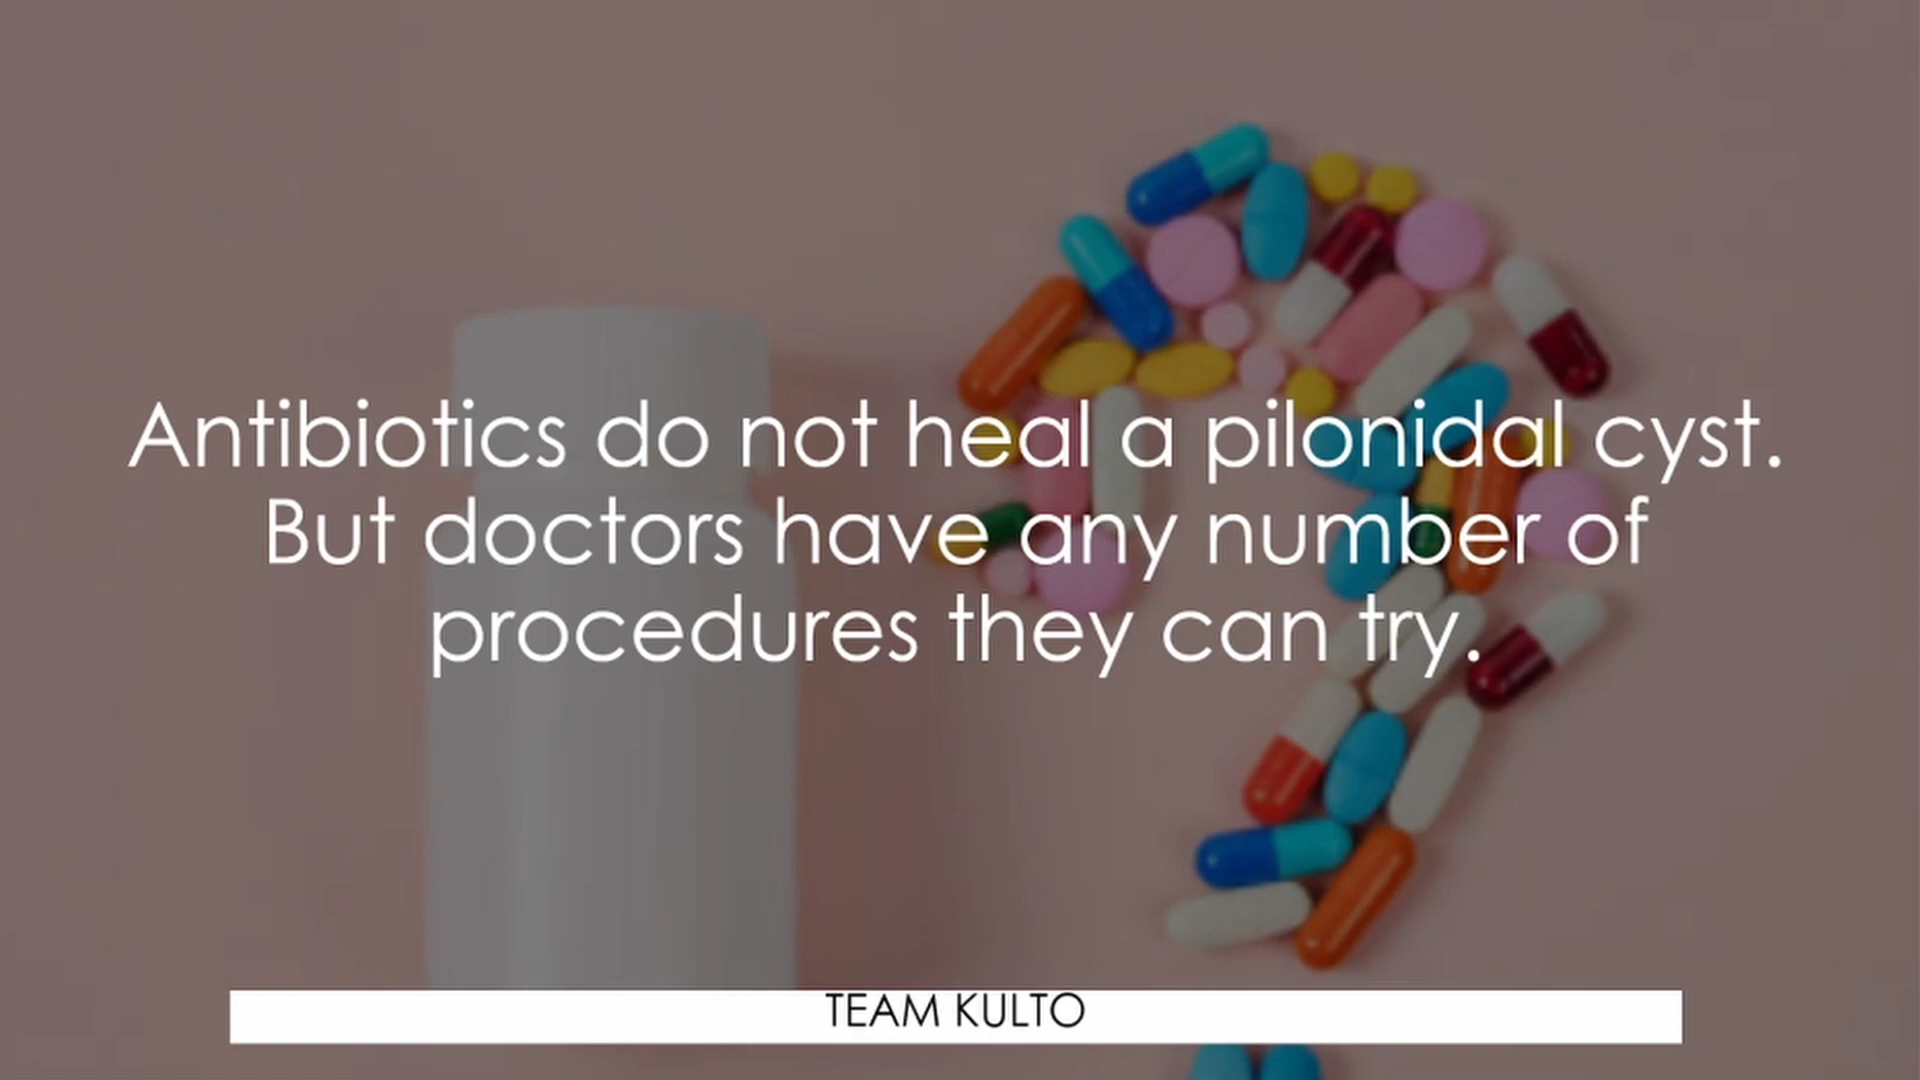 Antibiotics do not heal a pilonidal cyst.
But doctors have any number of
procedures they can try.
TEAM KULTO